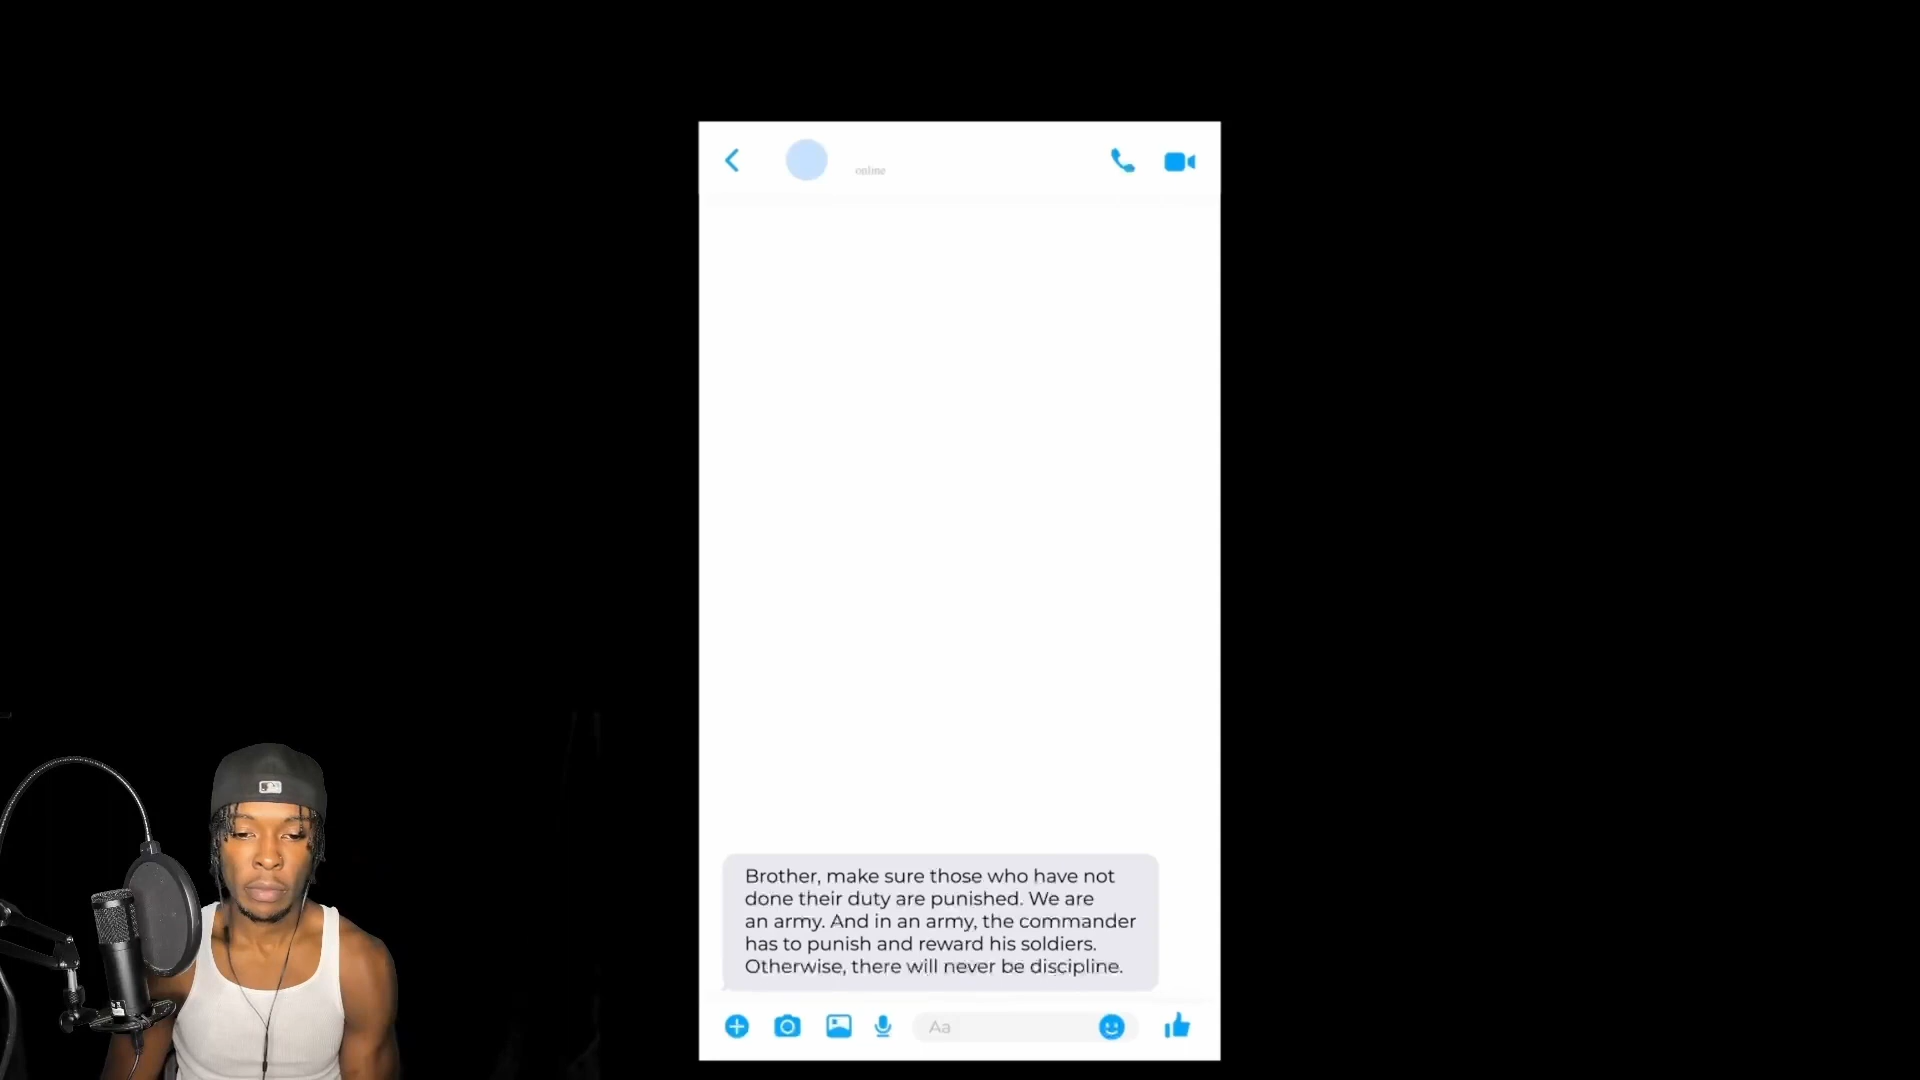 online
Brother, make sure those who have not
done their duty are punished. We are
an army. And in an army, the commander
has to punish and reward his soldiers.
Otherwise, there will never be discipline.
Aa